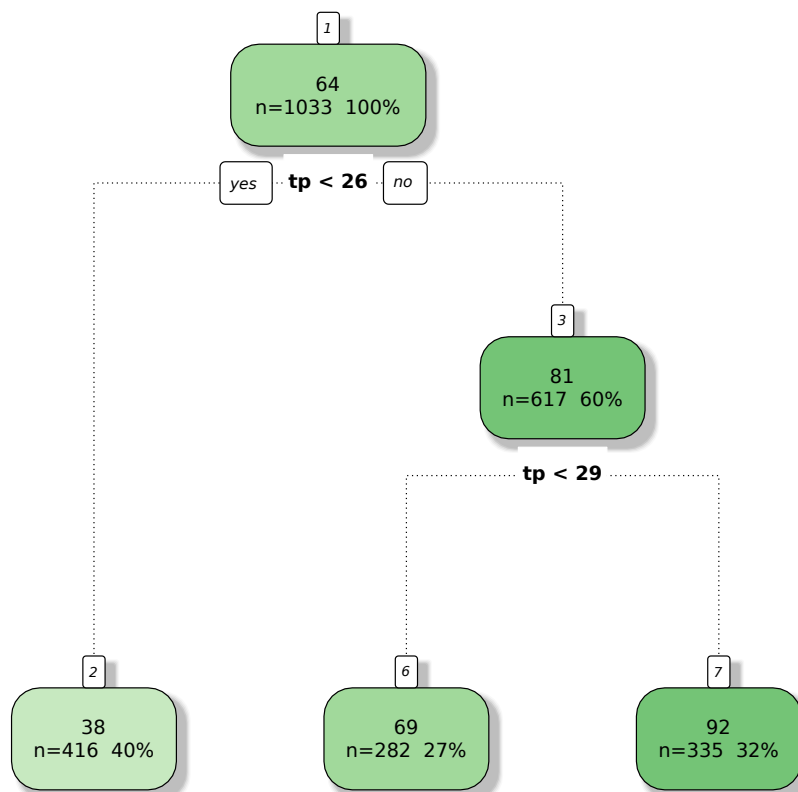 1
64
n=1033 100%
yes tp < 26 no
3
81
n=617 60%
tp < 29
2
38
n=416 40%
6
69
n=282 27%
7
92
n=335 32%